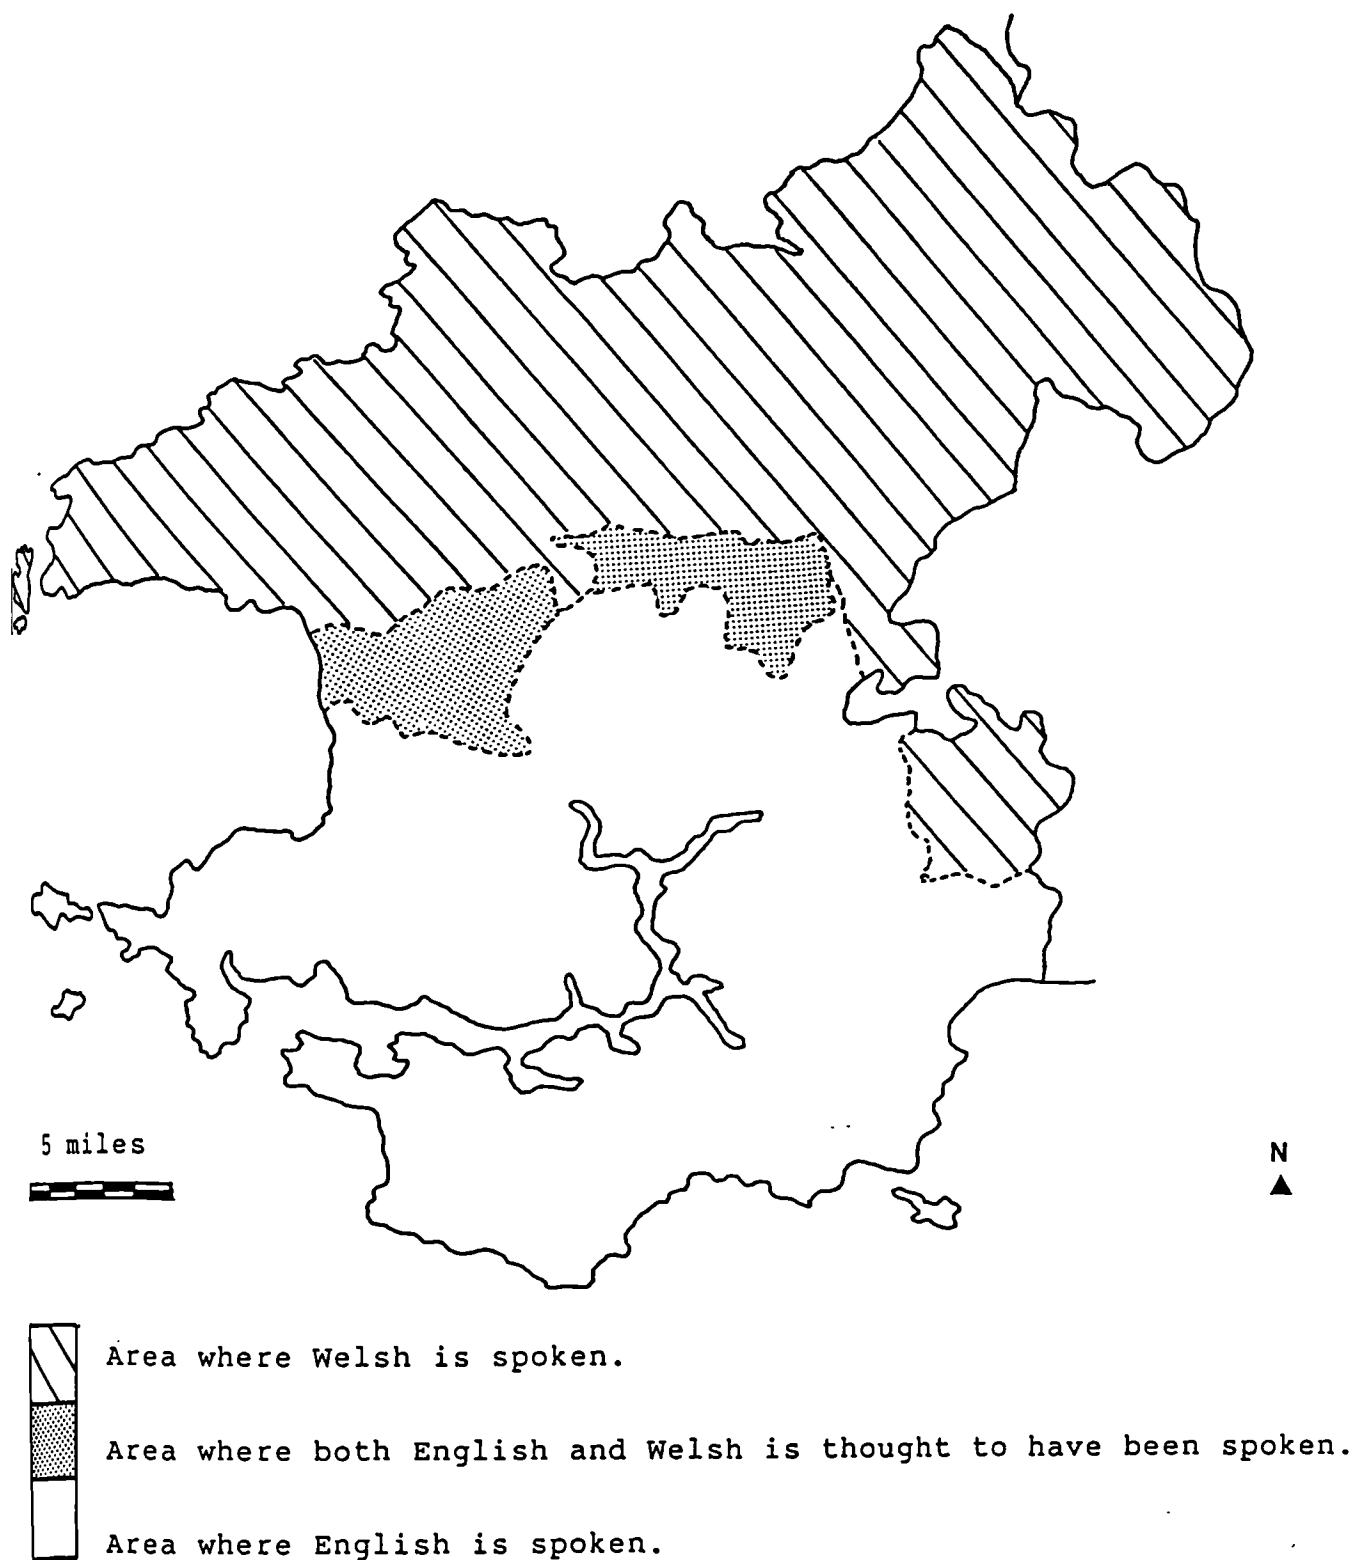 5 miles
N
Area where Welsh is spoken.
Area where both English and Welsh is thought to have been spoken.
Area where English is spoken.